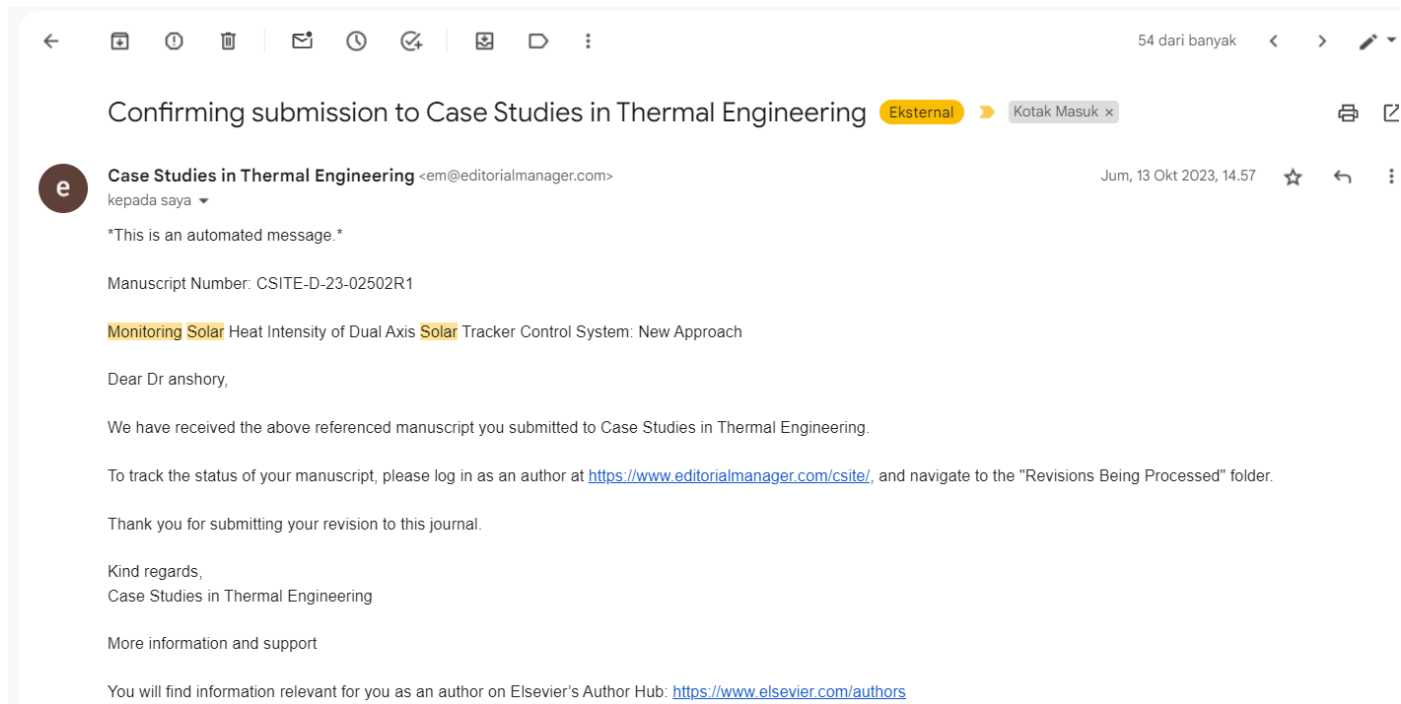 54 dari banyak
Confirming submission to Case Studies in Thermal Engineering Eksternal Kotak Masuk ×
e
Case Studies in Thermal Engineering <em@editorialmanager.com> Jum, 13 Okt 2023, 14.57
kepada saya
*This is an automated message.*
Manuscript Number: CSITE-D-23-02502R1
Monitoring Solar Heat Intensity of Dual Axis Solar Tracker Control System: New Approach
Dear Dr anshory,
We have received the above referenced manuscript you submitted to Case Studies in Thermal Engineering.
To track the status of your manuscript, please log in as an author at https://www.editorialmanager.com/csite/, and navigate to the "Revisions Being Processed" folder.
Thank you for submitting your revision to this journal.
Kind regards,
Case Studies in Thermal Engineering
More information and support
You will find information relevant for you as an author on Elsevier's Author Hub: https://www.elsevier.com/authors